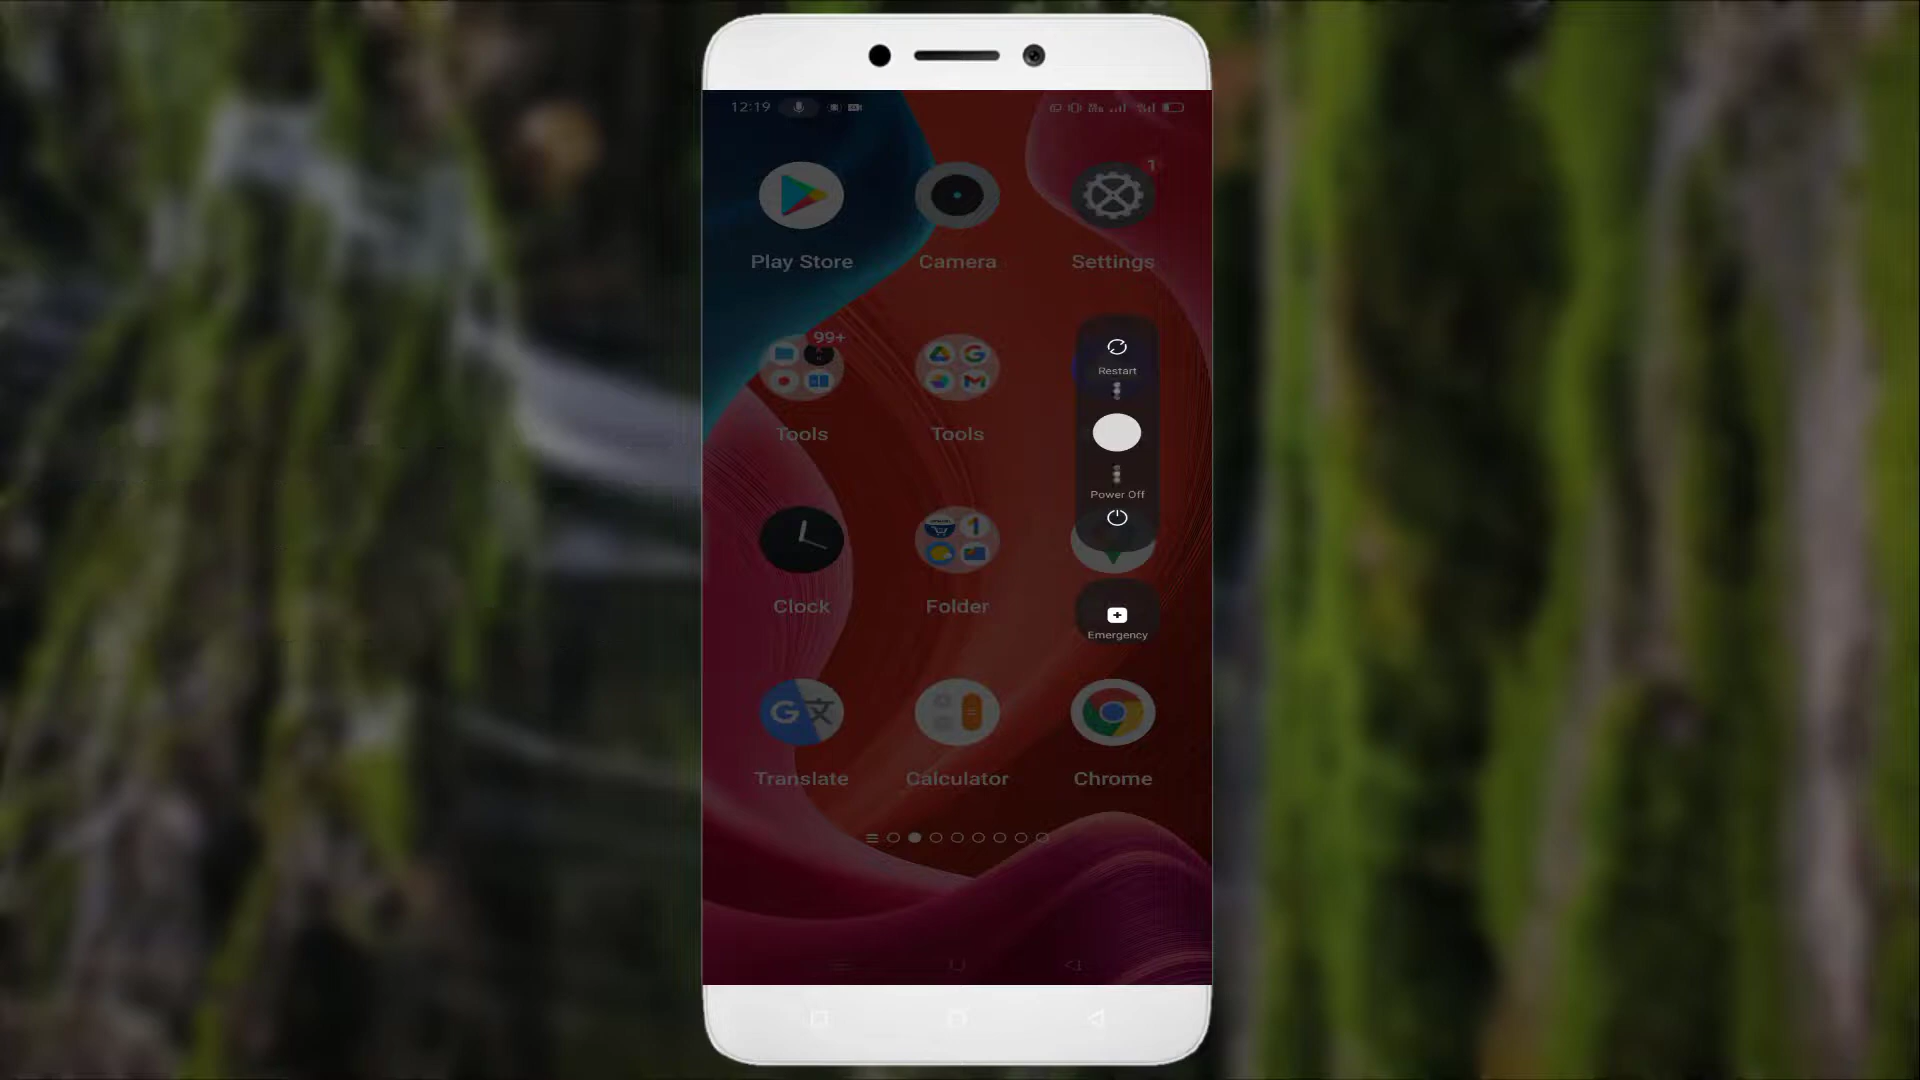 12:19
1
Play Store
Camera
Settings
99+
Restart
Tools
Tools
Power Off
Clock
Folder
Emergency
Translate
Calculator
Chrome